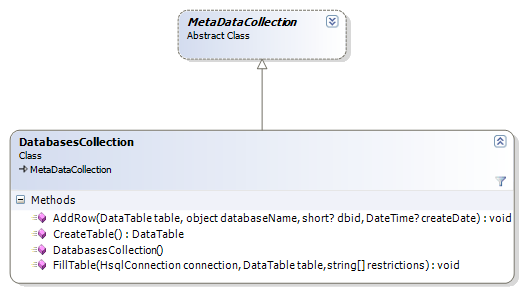 MetaDataCollection
Abstract Class
DatabasesCollection
Class
MetaDataCollection
Methods
AddRow(DataTable table, object databaseName, short? dbid, DateTime? createDate) : void
CreateTable() : DataTable
DatabasesCollection()
FillTable(HsqlConnection connection, DataTable table, string[] restrictions) : void